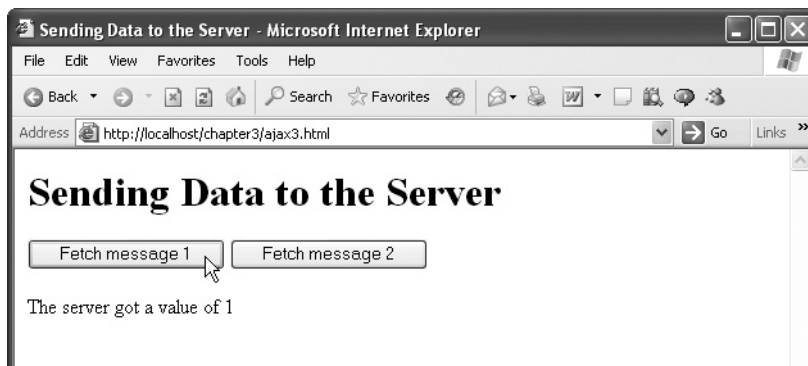 Sending Data to the Server - Microsoft Internet Explorer
File Edit View Favorites Tools Help
Back Search Favorites W
Address http://localhost/chapter3/ajax3.html Go Links »
Sending Data to the Server
Fetch message 1 Fetch message 2
The server got a value of 1